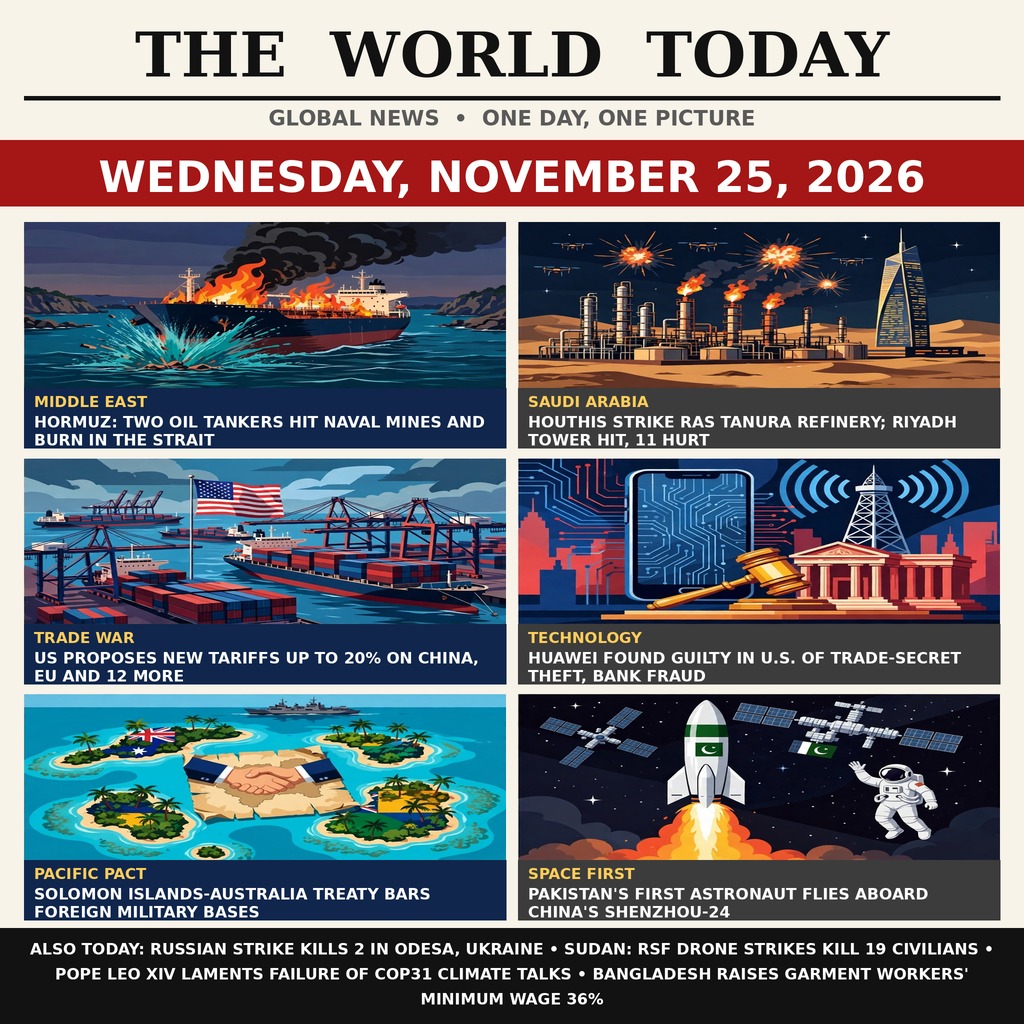 THE WORLD TODAY
GLOBAL NEWS • ONE DAY, ONE PICTURE
WEDNESDAY, NOVEMBER 25, 2026
MIDDLE EAST
HORMUZ: TWO OIL TANKERS HIT NAVAL MINES AND
BURN IN THE STRAIT
SAUDI ARABIA
HOUTHIS STRIKE RAS TANURA REFINERY; RIYADH
TOWER HIT, 11 HURT
TRADE WAR
US PROPOSES NEW TARIFFS UP TO 20% ON CHINA,
EU AND 12 MORE
TECHNOLOGY
HUAWEI FOUND GUILTY IN U.S. OF TRADE-SECRET
THEFT, BANK FRAUD
PACIFIC PACT
SOLOMON ISLANDS-AUSTRALIA TREATY BARS
FOREIGN MILITARY BASES
SPACE FIRST
PAKISTAN'S FIRST ASTRONAUT FLIES ABOARD
CHINA'S SHENZHOU-24
ALSO TODAY: RUSSIAN STRIKE KILLS 2 IN ODESA, UKRAINE • SUDAN: RSF DRONE STRIKES KILL 19 CIVILIANS •
POPE LEO XIV LAMENTS FAILURE OF COP31 CLIMATE TALKS • BANGLADESH RAISES GARMENT WORKERS'
MINIMUM WAGE 36%